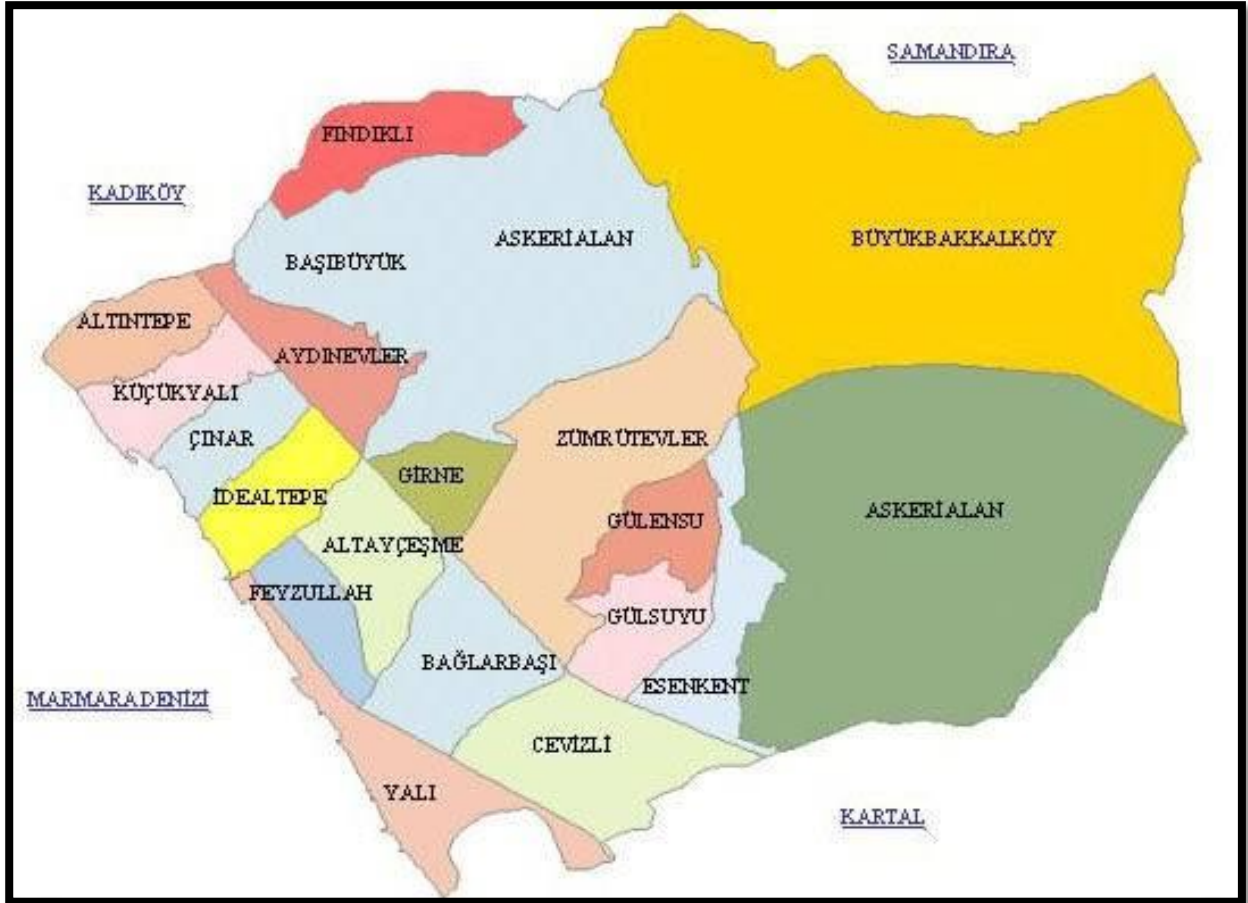 SAMANDIRA
FINDIKLI
KADIKÖY
ASKERİ ALAN
BÜYÜKBAKKALKÖY
BAŞIBÜYÜK
ALTINTEPE
AYDINEVLER
KÜÇÜKYALI
ÇINAR
ZÜMRÜTEVLER
GİRNE
İDEALTEPE
ASKERİ ALAN
GÜLENSU
ALTAYÇEŞME
FEYZULLAH
GÜLSUYU
BAĞLARBAŞI
ESENKENT
MARMARA DENİZİ
CEVİZLİ
YALI
KARTAL